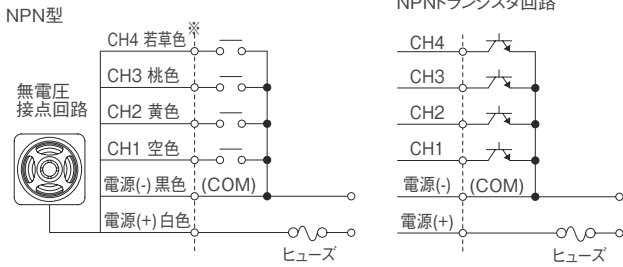 NPN型
無電圧
接点回路
※
CH4 若草色
CH3 桃色
CH2 黄色
CH1 空色
電源(-) 黒色 (COM)
電源(+) 白色
ヒューズ
NPNトランジスタ回路
CH4
CH3
CH2
CH1
電源(-) (COM)
電源(+)
ヒューズ